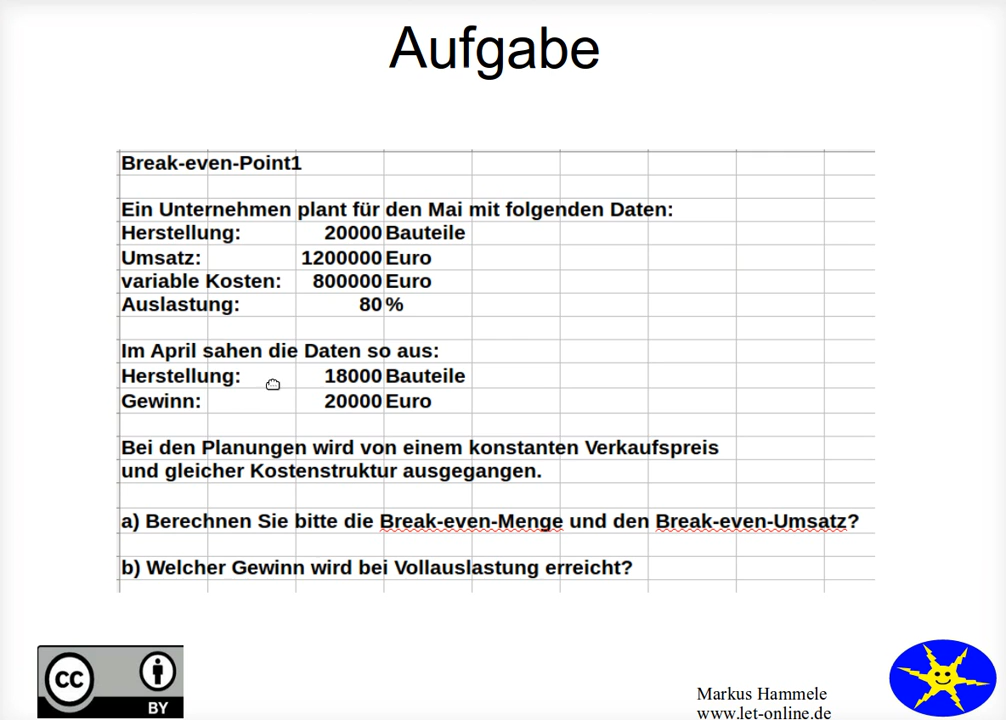 Aufgabe
Break-even-Point1
Ein Unternehmen plant für den Mai mit folgenden Daten:
Herstellung: 20000 Bauteile
Umsatz: 1200000 Euro
variable Kosten: 800000 Euro
Auslastung: 80 %
Im April sahen die Daten so aus:
Herstellung: 18000 Bauteile
Gewinn: 20000 Euro
Bei den Planungen wird von einem konstanten Verkaufspreis
und gleicher Kostenstruktur ausgegangen.
a) Berechnen Sie bitte die Break-even-Menge und den Break-even-Umsatz?
b) Welcher Gewinn wird bei Vollauslastung erreicht?
CC
BY
Markus Hammele
www.let-online.de